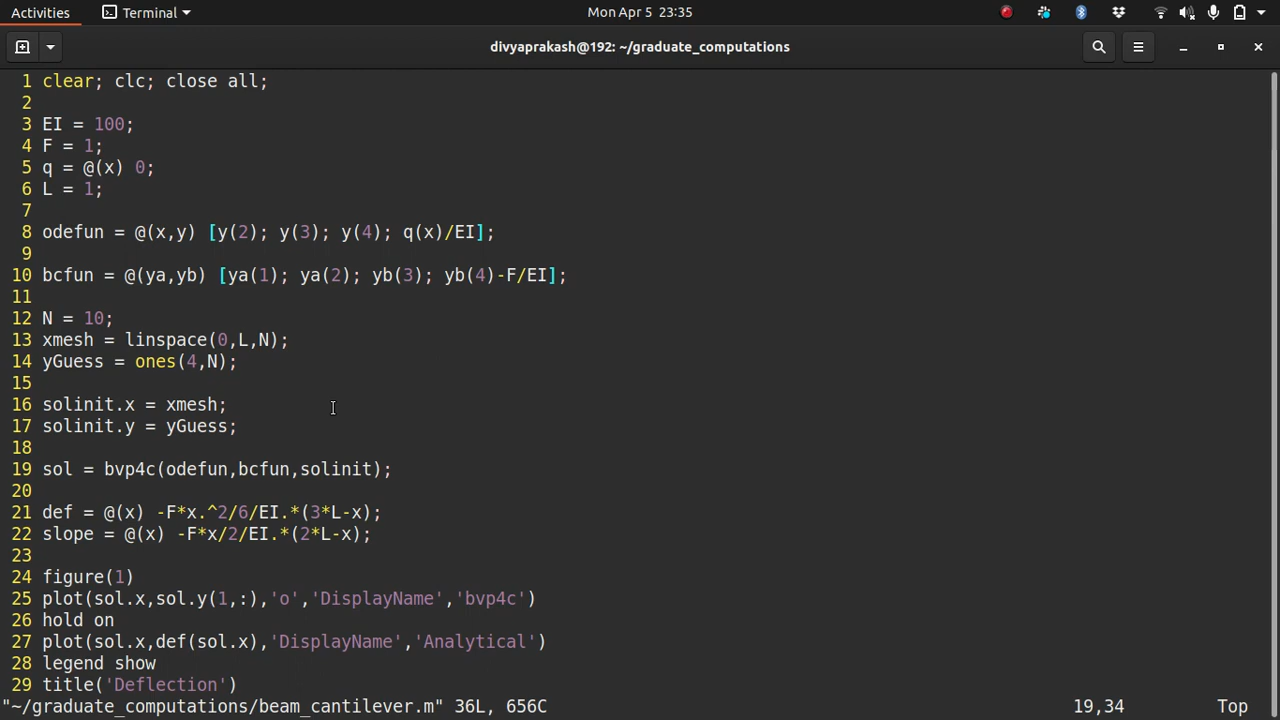 Activities Terminal Mon Apr 5 23:35
divyaprakash@192: ~/graduate_computations
1 clear; clc; close all;
2
3 EI = 100;
4 F = 1;
5 q = @(x) 0;
6 L = 1;
7
8 odefun = @(x,y) [y(2); y(3); y(4); q(x)/EI];
9
10 bcfun = @(ya,yb) [ya(1); ya(2); yb(3); yb(4)-F/EI];
11
12 N = 10;
13 xmesh = linspace(0,L,N);
14 yGuess = ones(4,N);
15
16 solinit.x = xmesh;
17 solinit.y = yGuess;
18
19 sol = bvp4c(odefun,bcfun,solinit);
20
21 def = @(x) -F*x.^2/6/EI.*(3*L-x);
22 slope = @(x) -F*x/2/EI.*(2*L-x);
23
24 figure(1)
25 plot(sol.x,sol.y(1,:),'o','DisplayName','bvp4c')
26 hold on
27 plot(sol.x,def(sol.x),'DisplayName','Analytical')
28 legend show
29 title('Deflection')
"~/graduate_computations/beam_cantilever.m" 36L, 656C 19,34 Top